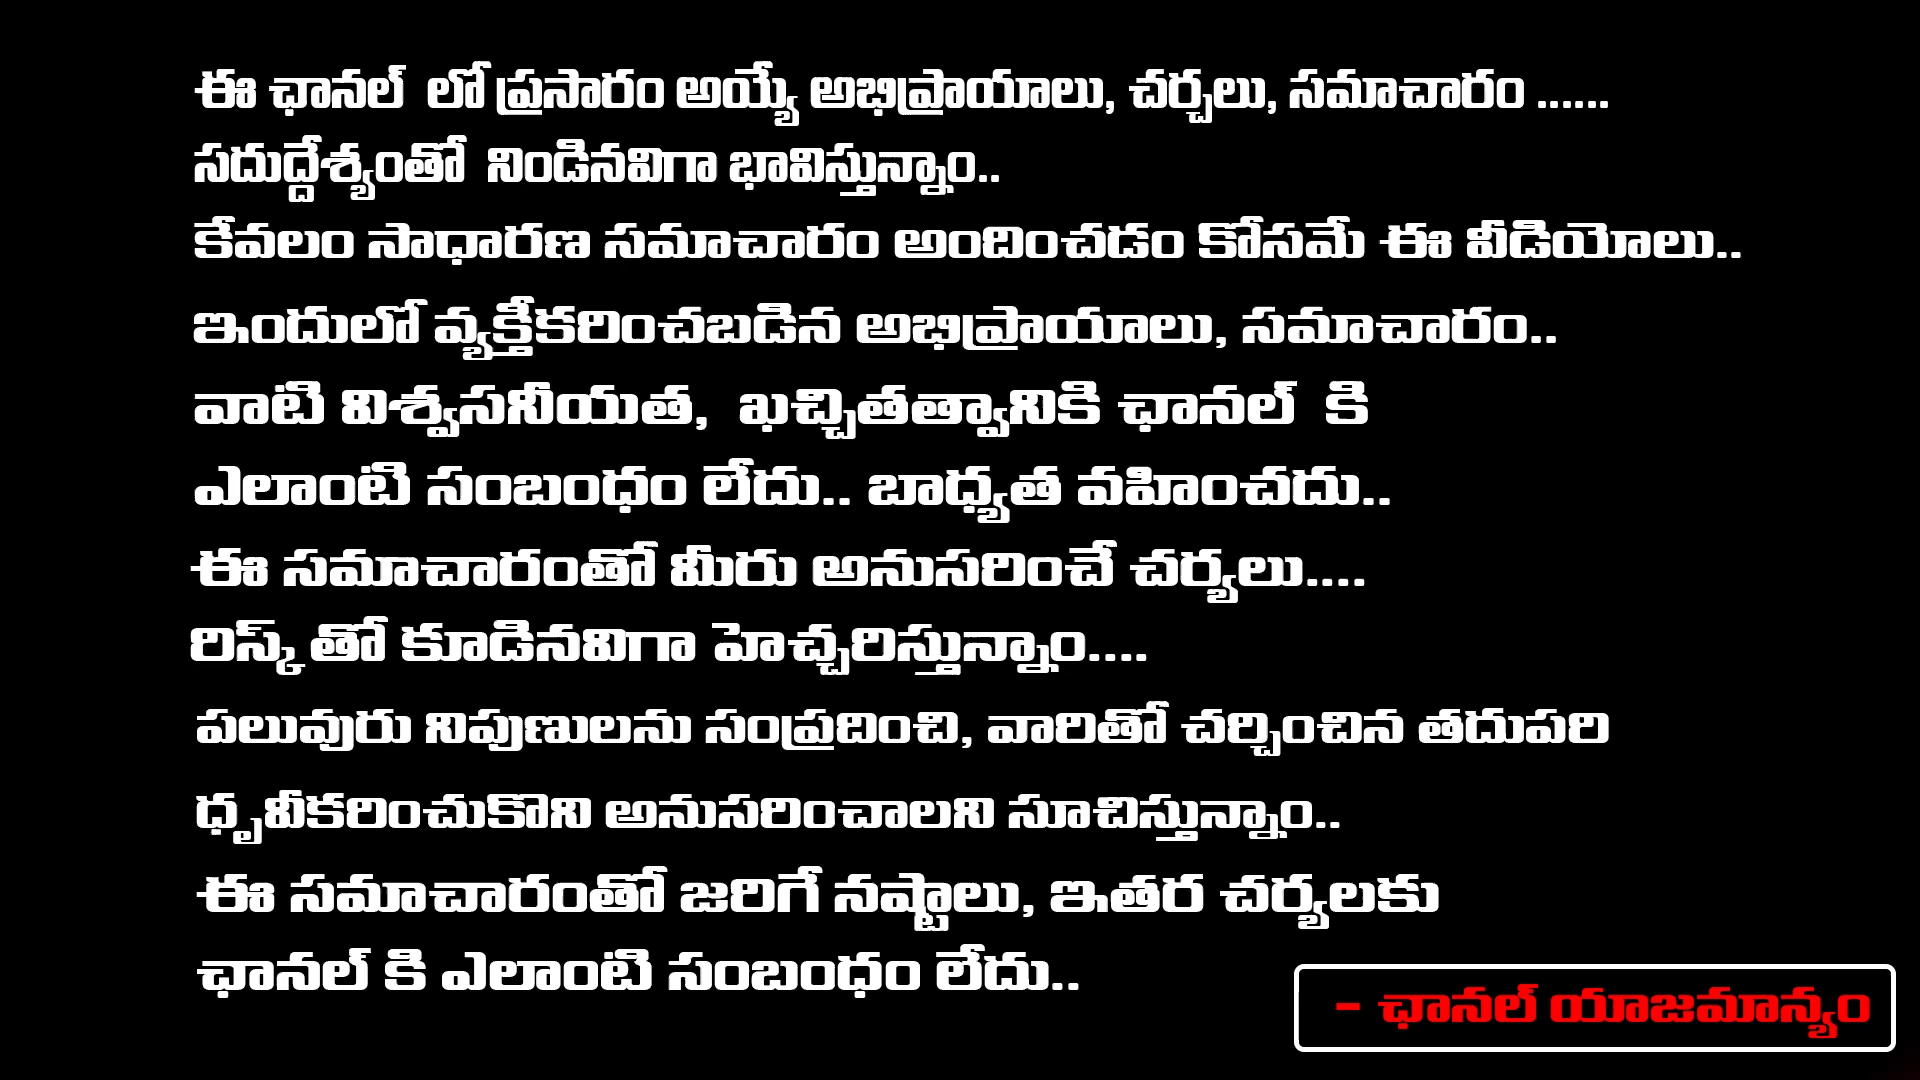 ఈ ఛానల్ లో ప్రసారం అయ్యే అభిప్రాయాలు, చర్చలు, సమాచారం ......
సదుద్దేశ్యంతో నిండినవిగా భావిస్తున్నాం..
కేవలం సాధారణ సమాచారం అందించడం కోసమే ఈ వీడియోలు..
ఇందులో వ్యక్తీకరించబడిన అభిప్రాయాలు, సమాచారం..
వాటి విశ్వసనీయత, ఖచ్చితత్వానికి ఛానల్ కి
ఎలాంటి సంబంధం లేదు.. బాధ్యత వహించదు..
ఈ సమాచారంతో మీరు అనుసరించే చర్యలు....
రిస్క్ తో కూడినవిగా హెచ్చరిస్తున్నాం....
పలువురు నిపుణులను సంప్రదించి, వారితో చర్చించిన తదుపరి
ధృవీకరించుకొని అనుసరించాలని సూచిస్తున్నాం..
ఈ సమాచారంతో జరిగే నష్టాలు, ఇతర చర్యలకు
ఛానల్ కి ఎలాంటి సంబంధం లేదు..
- ఛానల్ యాజమాన్యం